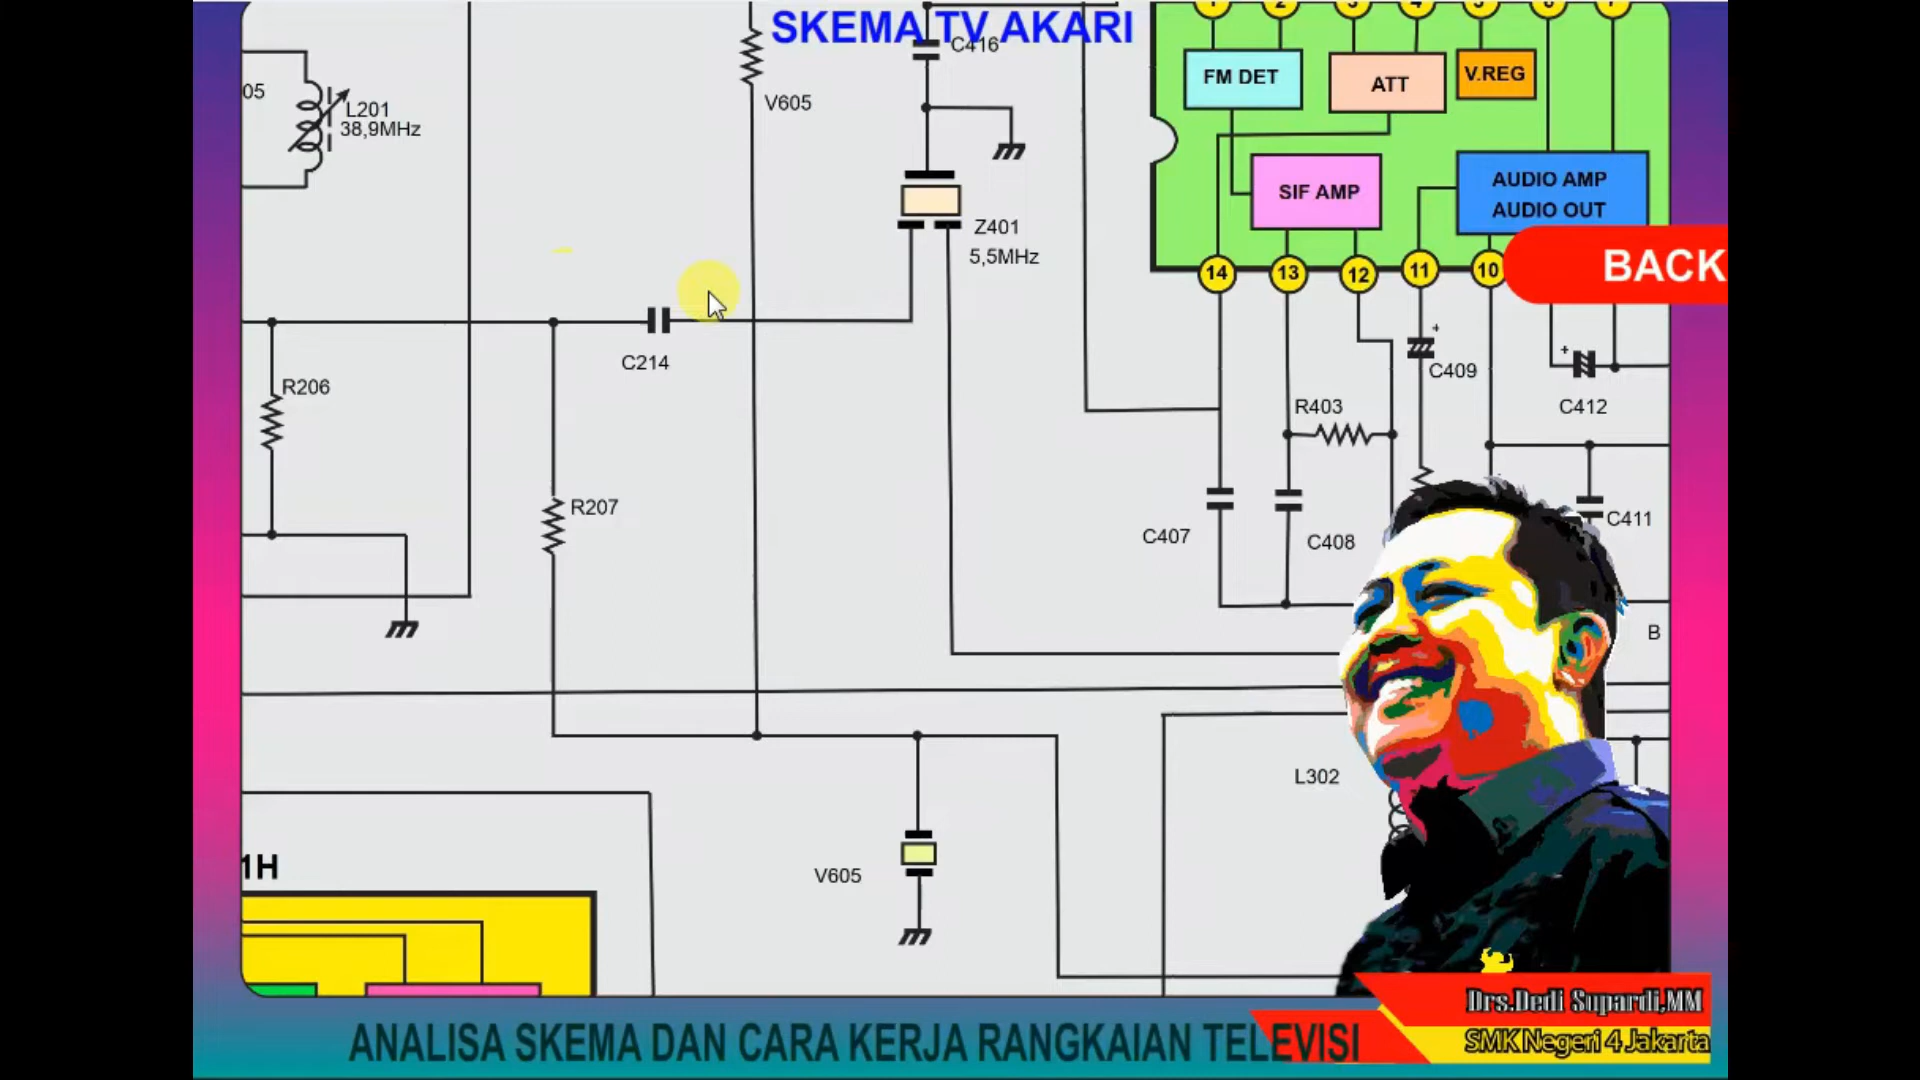 SKEMA TV AKARI
C416
FM DET
ATT
V.REG
05
L201
38,9MHz
V605
SIF AMP
AUDIO AMP
AUDIO OUT
Z401
5,5MHz
14
13
12
11
10
BACK
C214
+
C409
+
R206
R403
C412
R207
C407
C408
C411
B
L302
V605
1H
Drs.Dedi Supardi,MM
SMK Negeri 4 Jakarta
ANALISA SKEMA DAN CARA KERJA RANGKAIAN TELEVISI